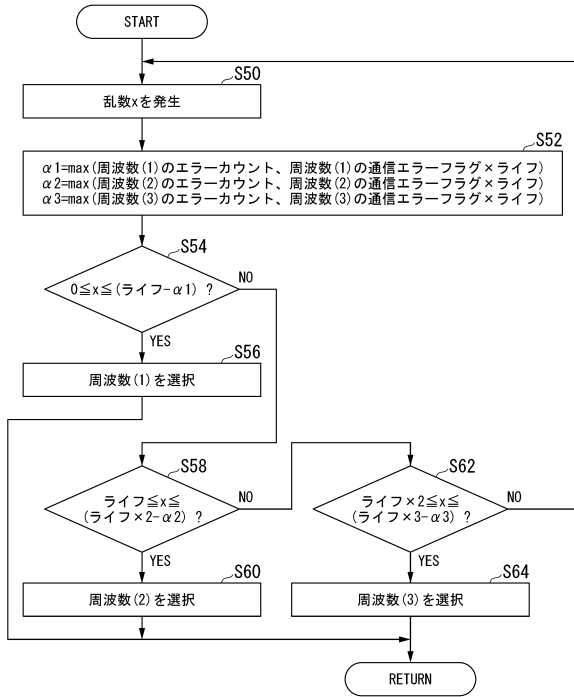 START
S50
乱数xを発生
S52
α1=max(周波数(1)のエラーカウント、周波数(1)の通信エラーフラグ×ライフ)
α2=max(周波数(2)のエラーカウント、周波数(2)の通信エラーフラグ×ライフ)
α3=max(周波数(3)のエラーカウント、周波数(3)の通信エラーフラグ×ライフ)
S54
0≦x≦(ライフ-α1) ?
NO
YES
S56
周波数(1)を選択
S58
ライフ≦x≦
(ライフ×2-α2) ?
NO
YES
S60
周波数(2)を選択
S62
ライフ×2≦x≦
(ライフ×3-α3) ?
NO
YES
S64
周波数(3)を選択
RETURN